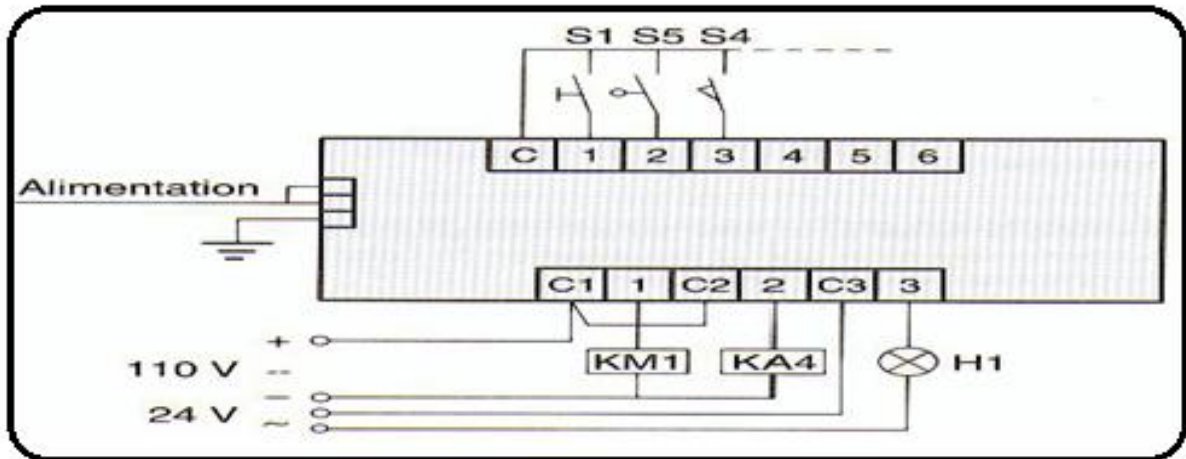 S1 S5 S4
C 1 2 3 4 5 6
Alimentation
C1 1 C2 2 C3 3
+
110 V
--
KM1 KA4 H1
−
24 V
~